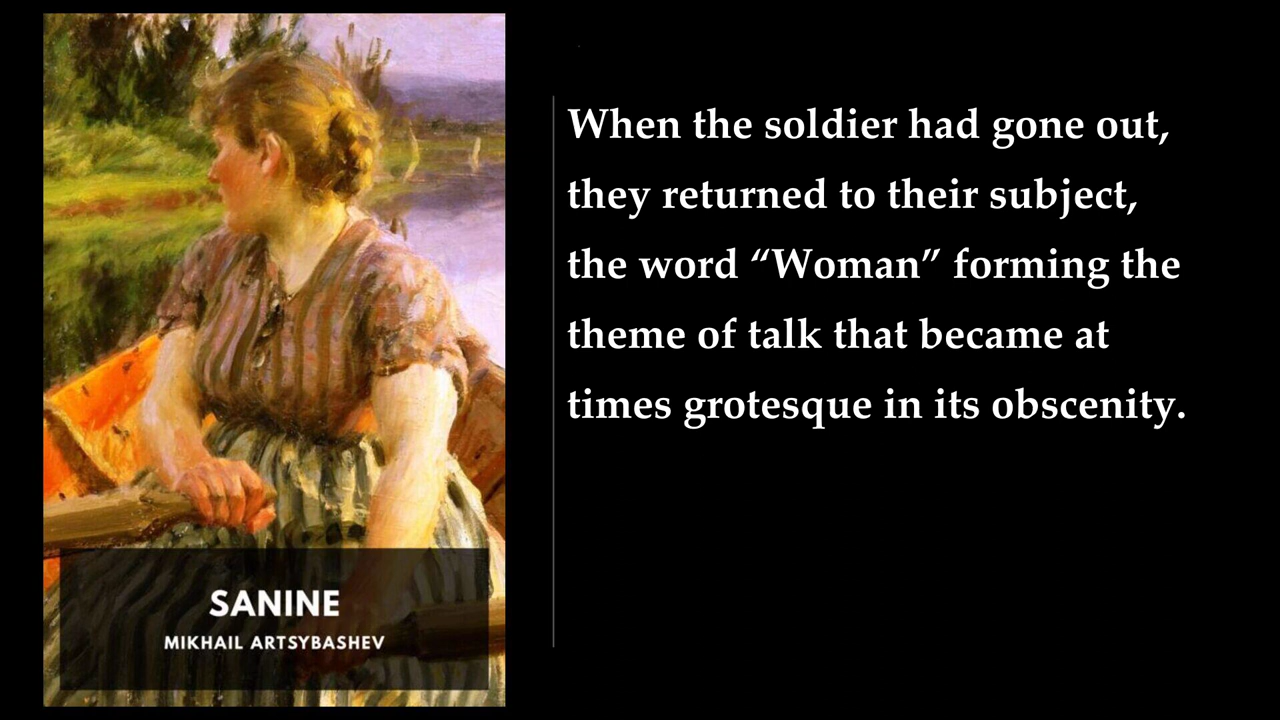 SANINE
MIKHAIL ARTSYBASHEV
When the soldier had gone out,
they returned to their subject,
the word “Woman” forming the
theme of talk that became at
times grotesque in its obscenity.